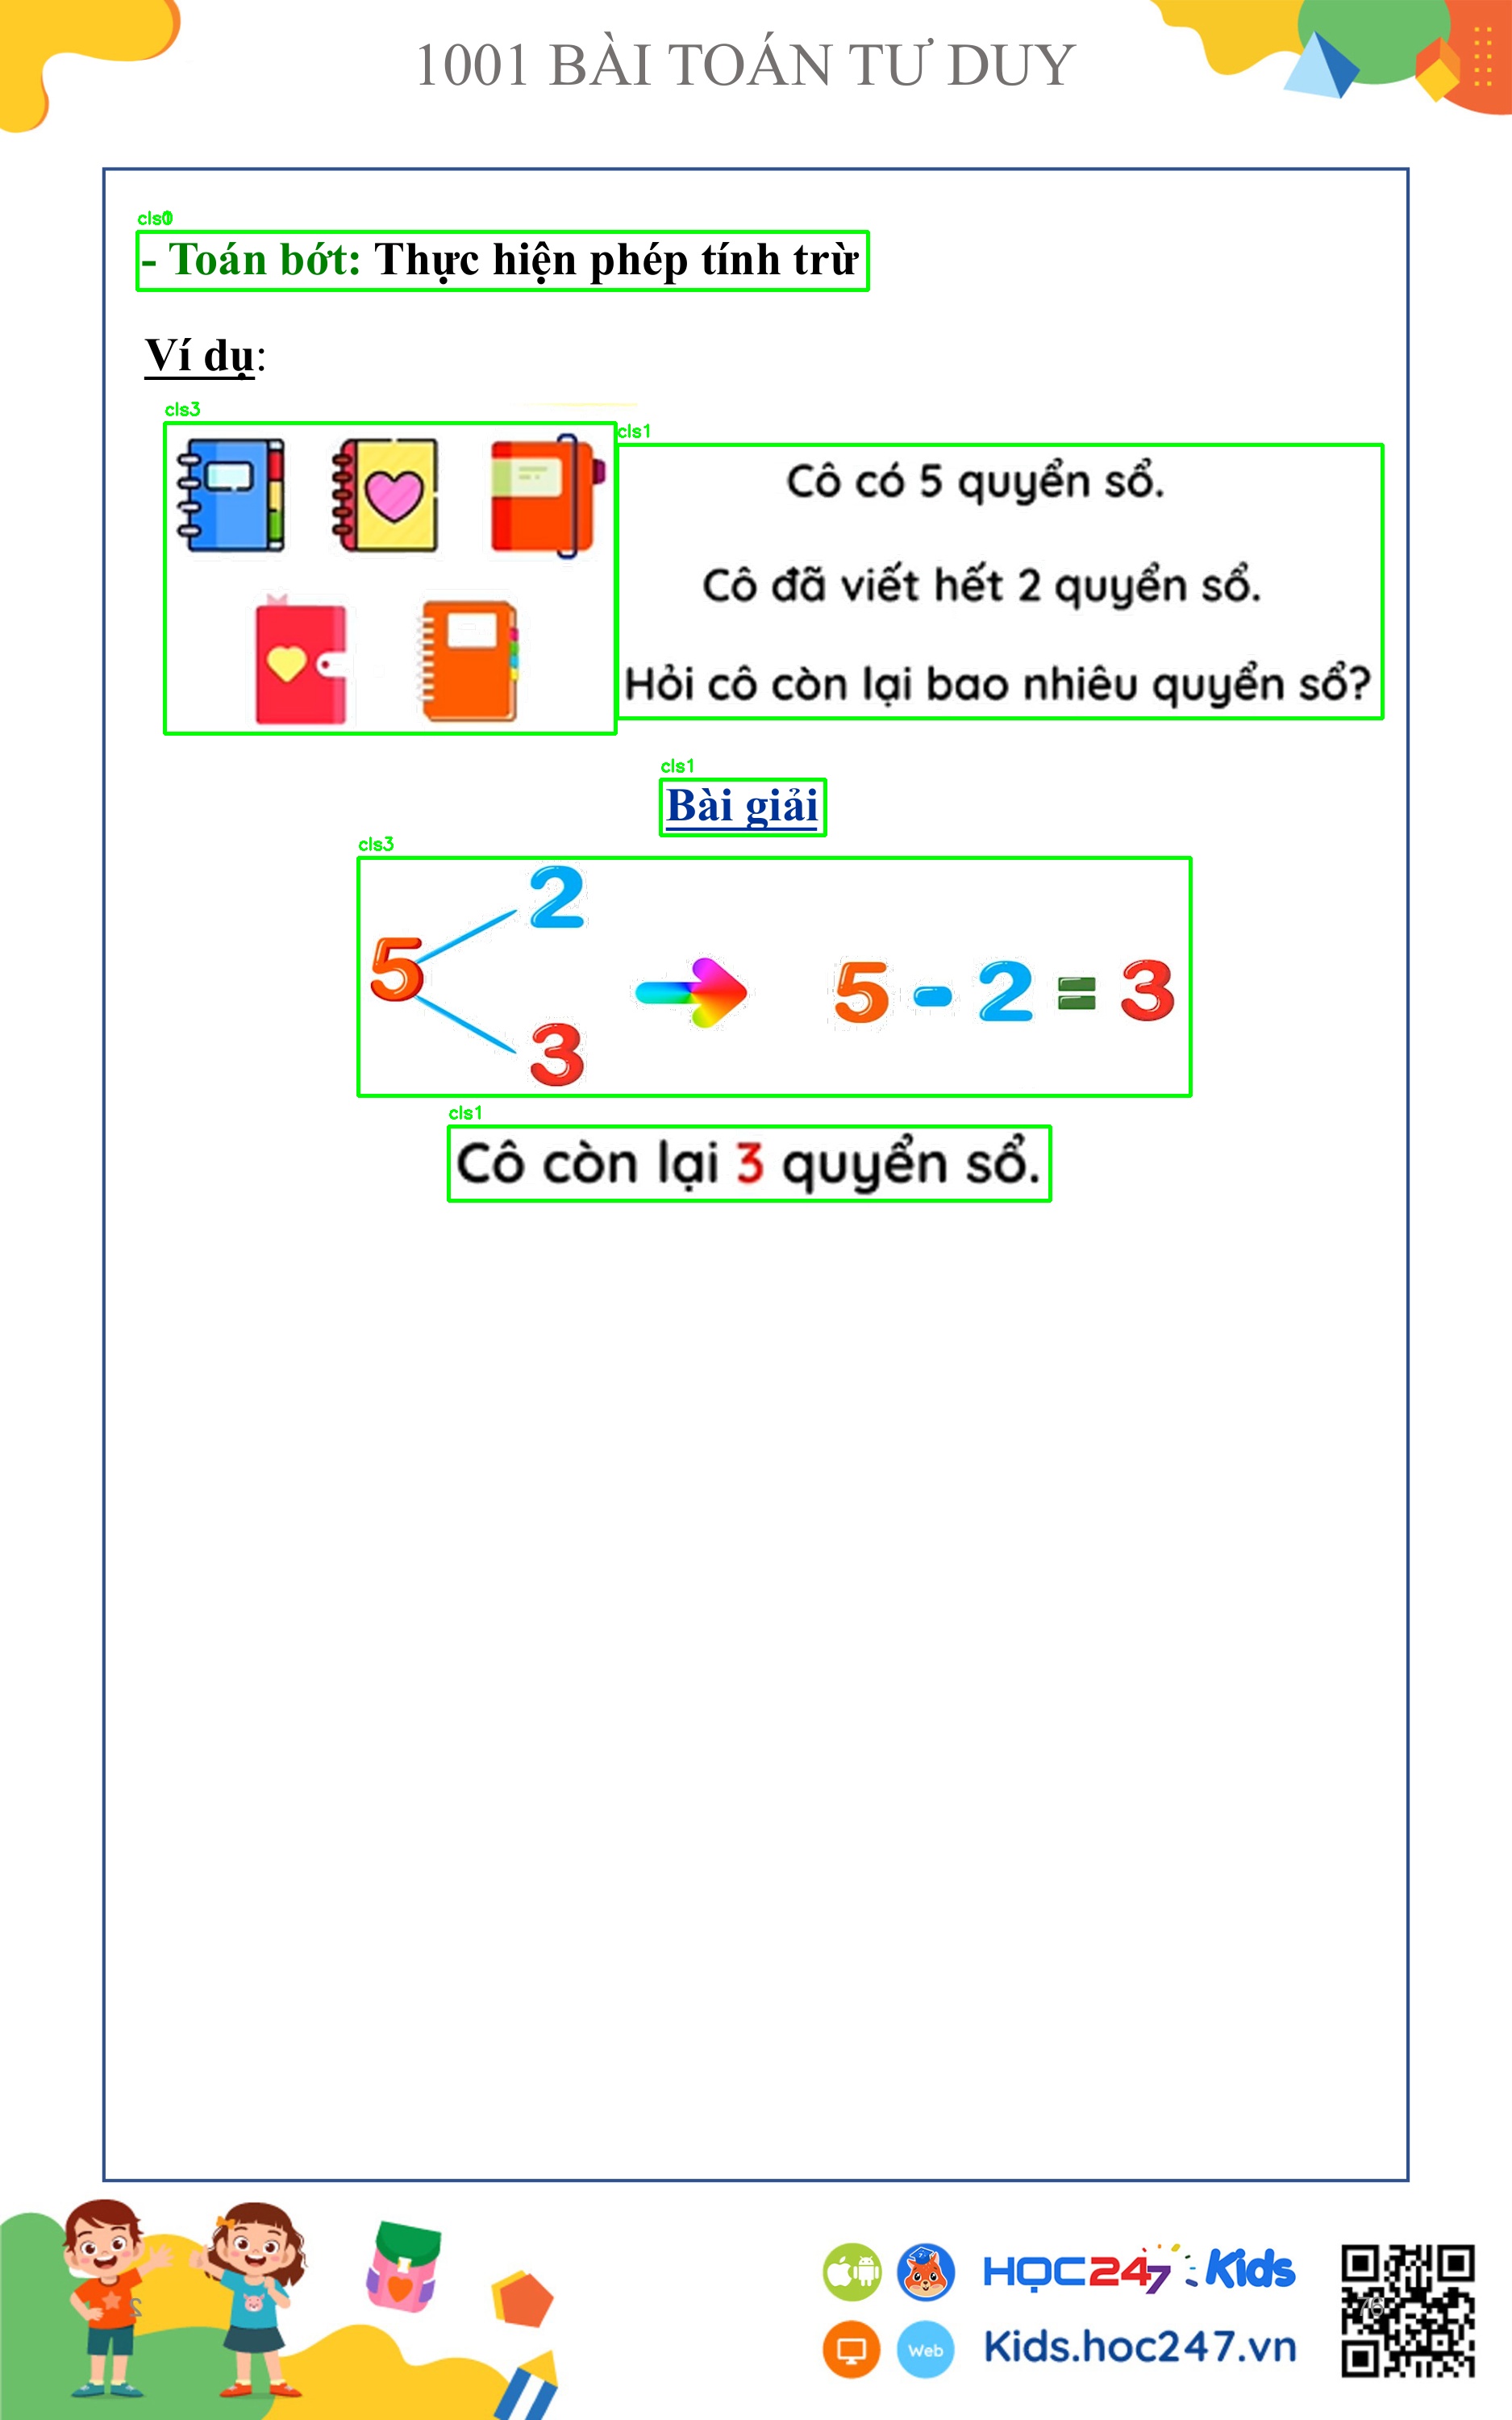 1001 BÀI TOÁN TƯ DUY
- Toán bớt: Thực hiện phép tính trừ
Ví dụ:
cls3
cls1
Cô có 5 quyển sổ.
Cô đã viết hết 2 quyển sổ.
Hỏi cô còn lại bao nhiêu quyển sổ?
cls1
Bài giải
cls3
2
5
3
5 - 2 = 3
cls1
Cô còn lại 3 quyển sổ.
HỌC247 Kids
Web
Kids.hoc247.vn
76